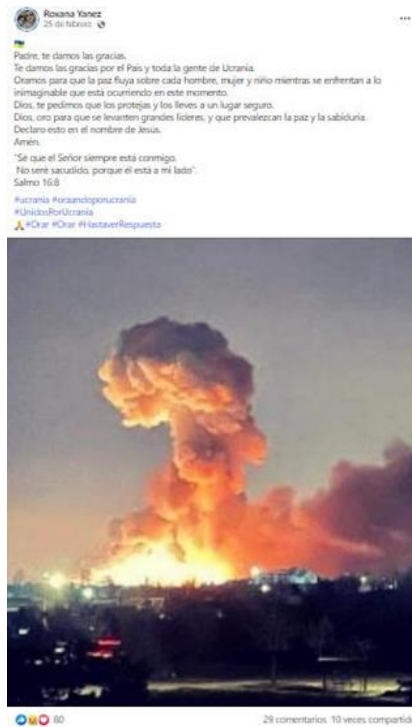 Roxana Yanez
25 de febrero
Padre, te damos las gracias.
Te damos las gracias por el País y toda la gente de Ucrania.
Oramos para que la paz fluya sobre cada hombre, mujer y niño mientras se enfrentan a lo
inimaginable que está ocurriendo en este momento.
Dios, te pedimos que los protejas y los lleves a un lugar seguro.
Dios, oro para que se levanten grandes líderes, y que prevalezcan la paz y la sabiduría.
Declaro esto en el nombre de Jesús.
Amén.
"Sé que el Señor siempre está conmigo.
No seré sacudido, porque él está a mi lado".
Salmo 16:8
#ucrania #oraandoporucrania
#UnidosPorUcrania
#Orar #Orar #HastaverRespuesta
80
29 comentarios 10 veces compartido